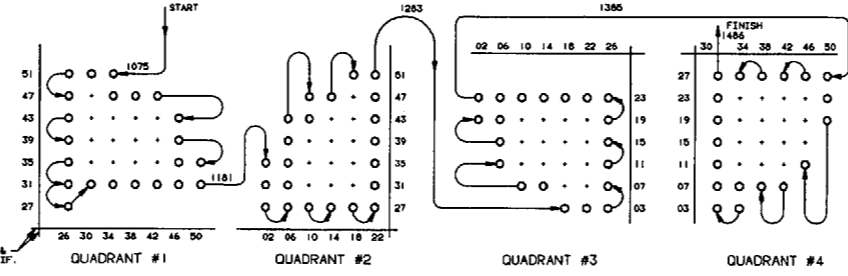 START
1075
51
47
43
39
35
31
27
1181
26 30 34 38 42 46 50
IF.
QUADRANT #1
1283
51
47
43
39
35
31
27
02 06 10 14 18 22
QUADRANT #2
1385
02 06 10 14 18 22 26
23
19
15
11
07
03
QUADRANT #3
FINISH
1486
30 34 38 42 46 50
27
23
19
15
11
07
03
QUADRANT #4